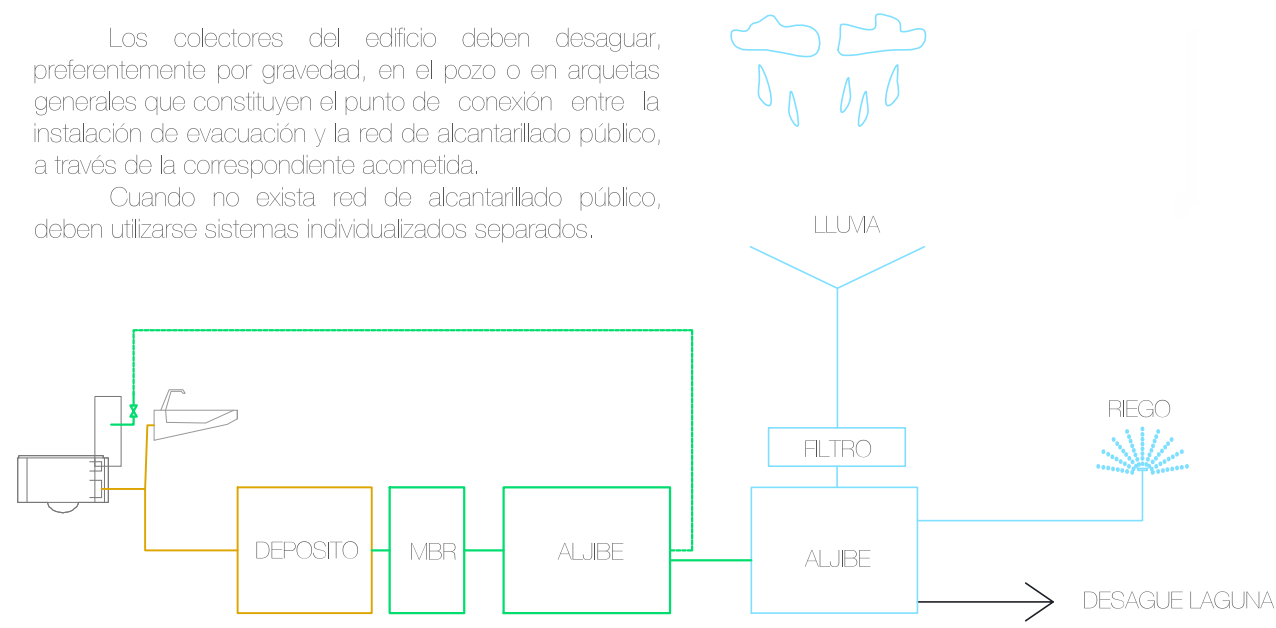 Los colectores del edificio deben desaguar,
preferentemente por gravedad, en el pozo o en arquetas
generales que constituyen el punto de conexión entre la
instalación de evacuación y la red de alcantarillado público,
a través de la correspondiente acometida.
Cuando no exista red de alcantarillado público,
deben utilizarse sistemas individualizados separados.
LLUVIA
RIEGO
FILTRO
DEPOSITO
MBR
ALJIBE
ALJIBE
DESAGUE LAGUNA